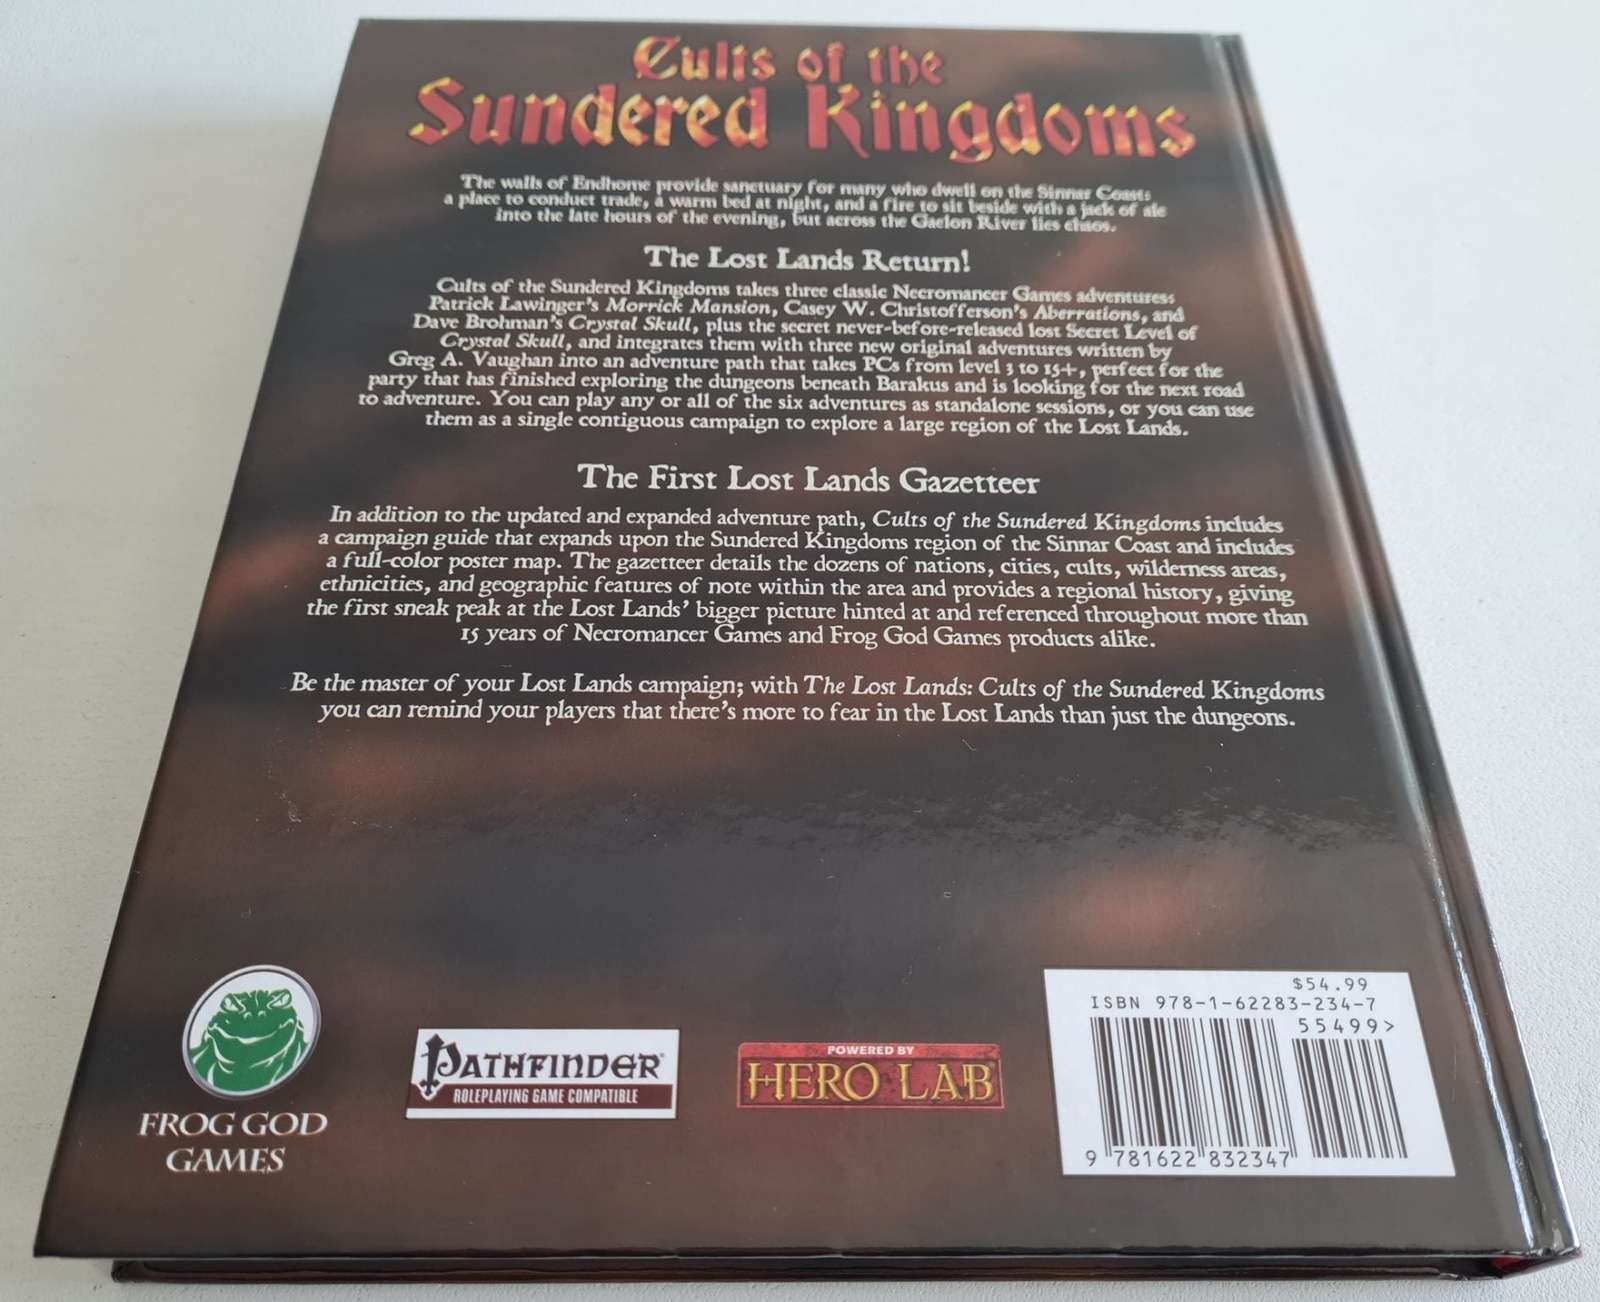 Cults of the
Sundered Kingdoms
The walls of Endhome provide sanctuary for many who dwell on the Sinnar Coast:
a place to conduct trade, a warm bed at night, and a fire to sit beside with a jack of ale
into the late hours of the evening, but across the Gaelon River lies chaos.
The Lost Lands Return!
Cults of the Sundered Kingdoms takes three classic Necromancer Games adventures:
Patrick Lawinger's Morrick Mansion, Casey W. Christofferson's Aberrations, and
Dave Brohman's Crystal Skull, plus the secret never-before-released lost Secret Level of
Crystal Skull, and integrates them with three new original adventures written by
Greg A. Vaughan into an adventure path that takes PCs from level 3 to 15+, perfect for the
party that has finished exploring the dungeons beneath Barakus and is looking for the next road
to adventure. You can play any or all of the six adventures as standalone sessions, or you can use
them as a single contiguous campaign to explore a large region of the Lost Lands.
The First Lost Lands Gazetteer
In addition to the updated and expanded adventure path, Cults of the Sundered Kingdoms includes
a campaign guide that expands upon the Sundered Kingdoms region of the Sinnar Coast and includes
a full-color poster map. The gazetteer details the dozens of nations, cities, cults, wilderness areas,
ethnicities, and geographic features of note within the area and provides a regional history, giving
the first sneak peak at the Lost Lands' bigger picture hinted at and referenced throughout more than
15 years of Necromancer Games and Frog God Games products alike.
Be the master of your Lost Lands campaign; with The Lost Lands: Cults of the Sundered Kingdoms
you can remind your players that there's more to fear in the Lost Lands than just the dungeons.
FROG GOD
GAMES
PATHFINDER®
ROLEPLAYING GAME COMPATIBLE
POWERED BY
HERO LAB
$54.99
ISBN 978-1-62283-234-7
55499>
9 781622 832347